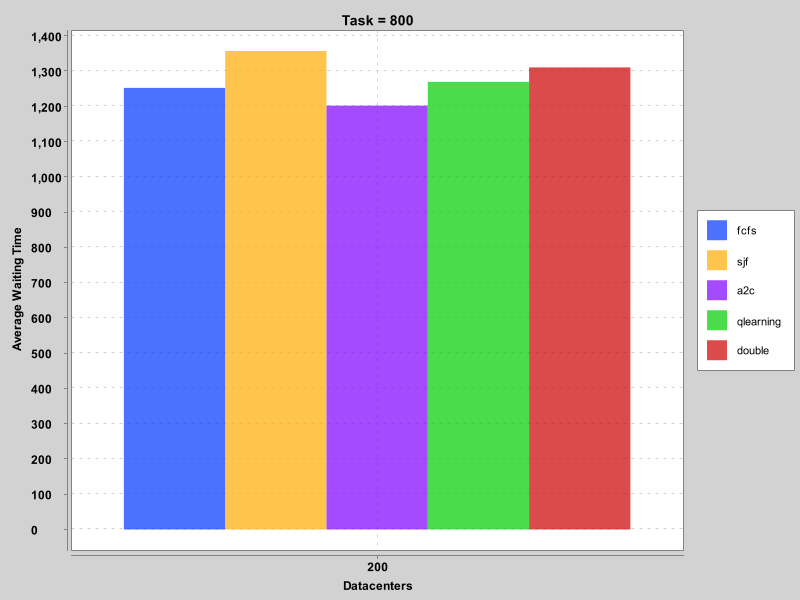 Task = 800
1,400
1,300
1,200
1,100
1,000
900
800
700
600
500
400
300
200
100
0
Average Waiting Time
200
Datacenters
fcfs
sjf
a2c
qlearning
double